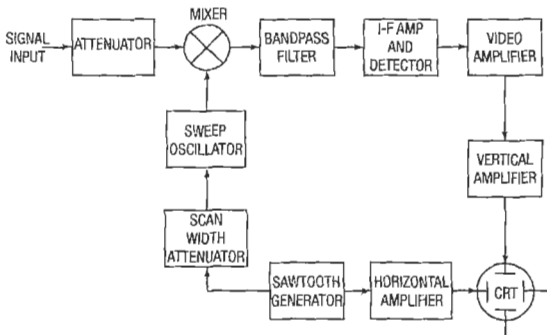 MIXER
SIGNAL
INPUT
ATTENUATOR
BANDPASS
FILTER
I-F AMP
AND
DETECTOR
VIDEO
AMPLIFIER
SWEEP
OSCILLATOR
VERTICAL
AMPLIFIER
SCAN
WIDTH
ATTENUATOR
SAWTOOTH
GENERATOR
HORIZONTAL
AMPLIFIER
CRT